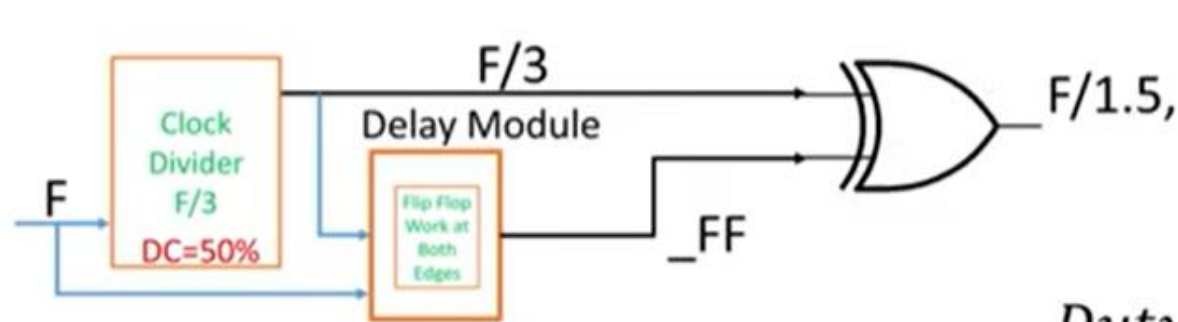 F/3
F/1.5,
Clock
Divider
F/3
DC=50%
Delay Module
F
Flip Flop
Work at
Both
Edges
_FF